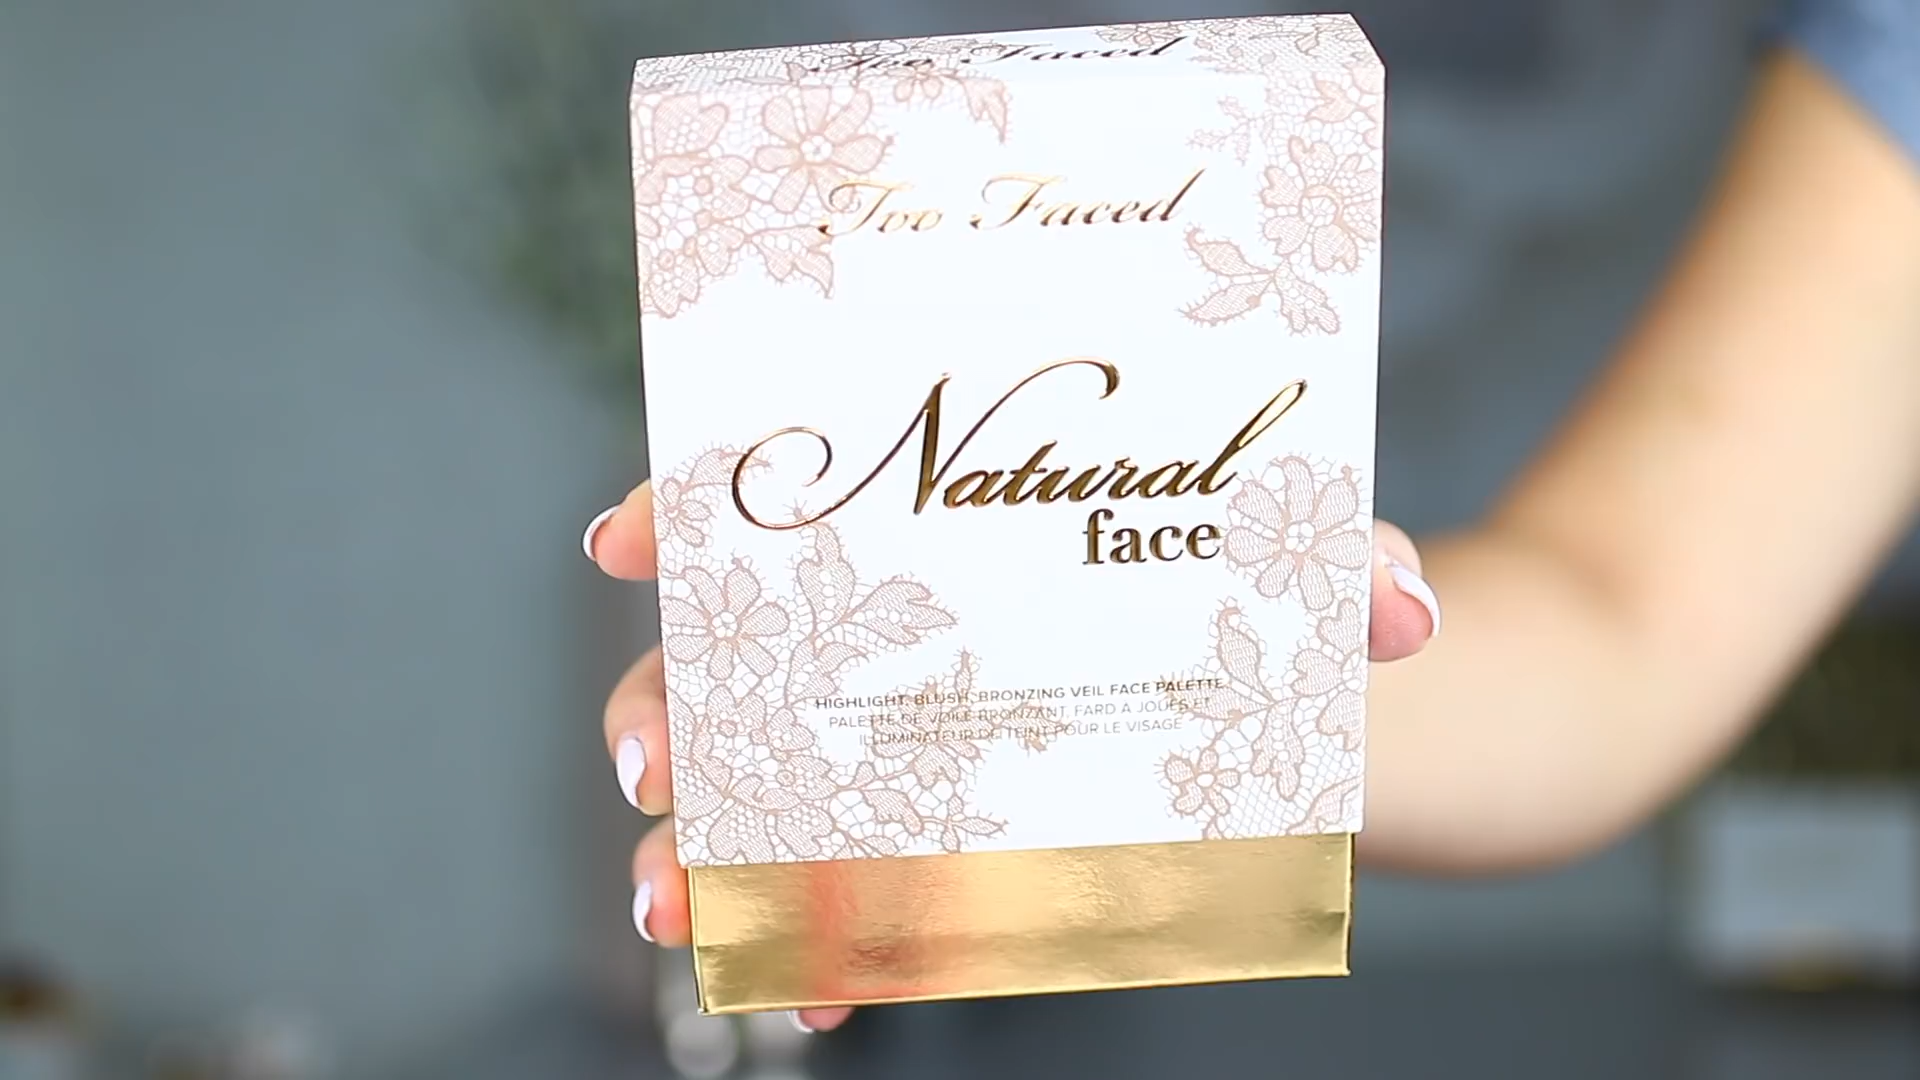 Too Faced
Too Faced
Natural
face
HIGHLIGHT, BLUSH, BRONZING VEIL FACE PALETTE
PALETTE DE VOILE BRONZANT, FARD A JOUES ET
ILLUMINATEUR DE TEINT POUR LE VISAGE